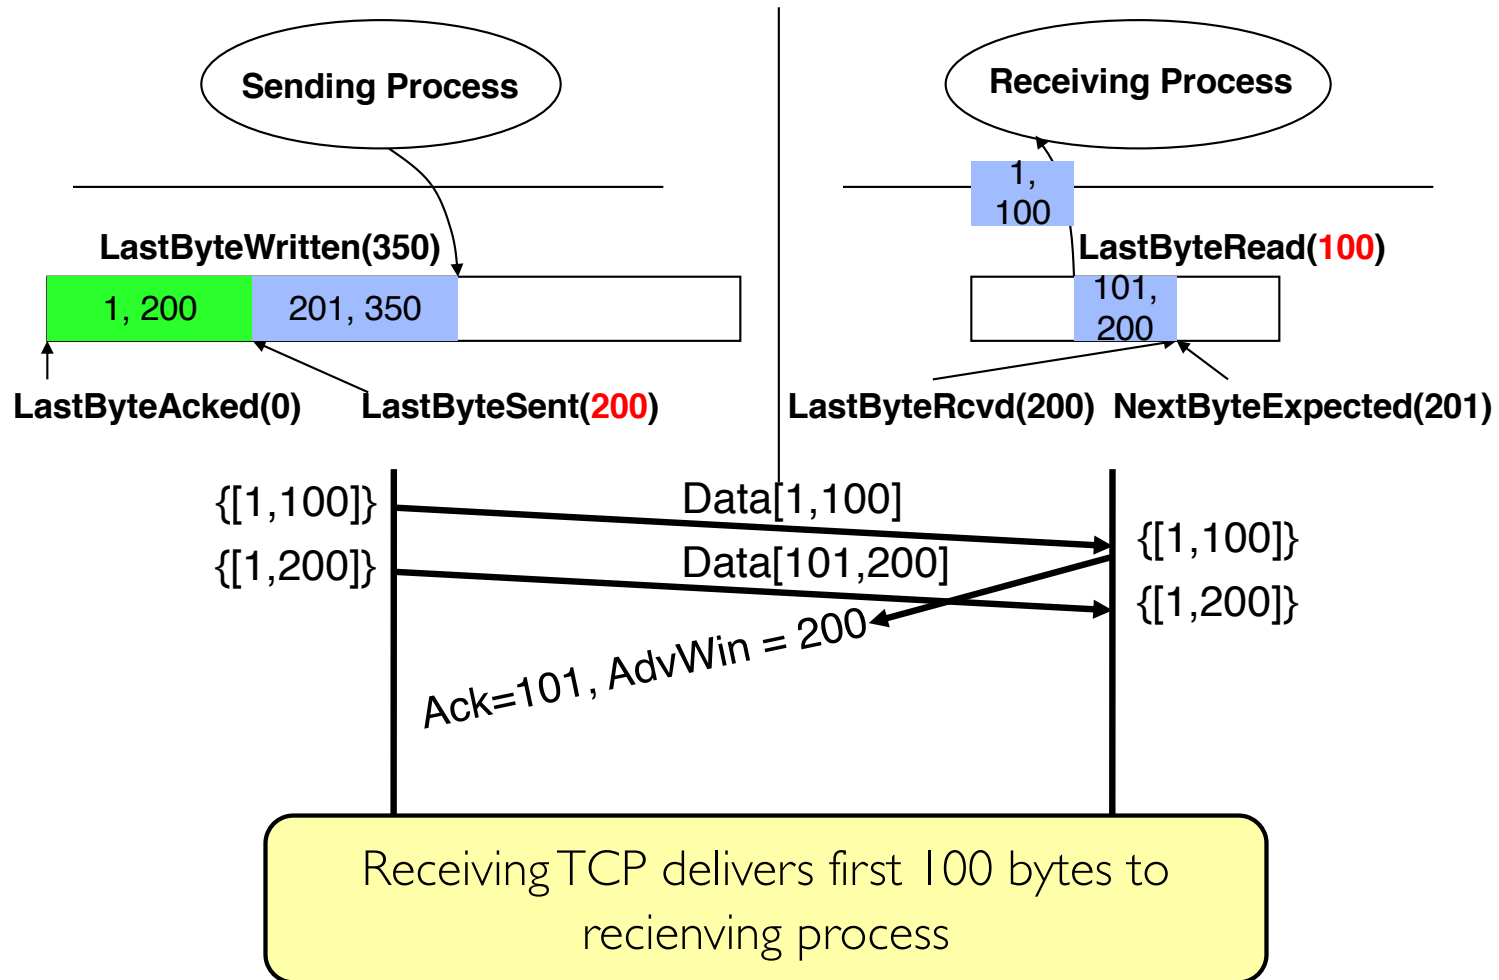 Sending Process
Receiving Process
1,
100
LastByteWritten(350)
LastByteRead(100)
1, 200
201, 350
101,
200
LastByteAcked(0)
LastByteSent(200)
LastByteRcvd(200)
NextByteExpected(201)
{[1,100]}
Data[1,100]
{[1,100]}
{[1,200]}
Data[101,200]
{[1,200]}
Ack=101, AdvWin = 200
Receiving TCP delivers first 100 bytes to
recienving process